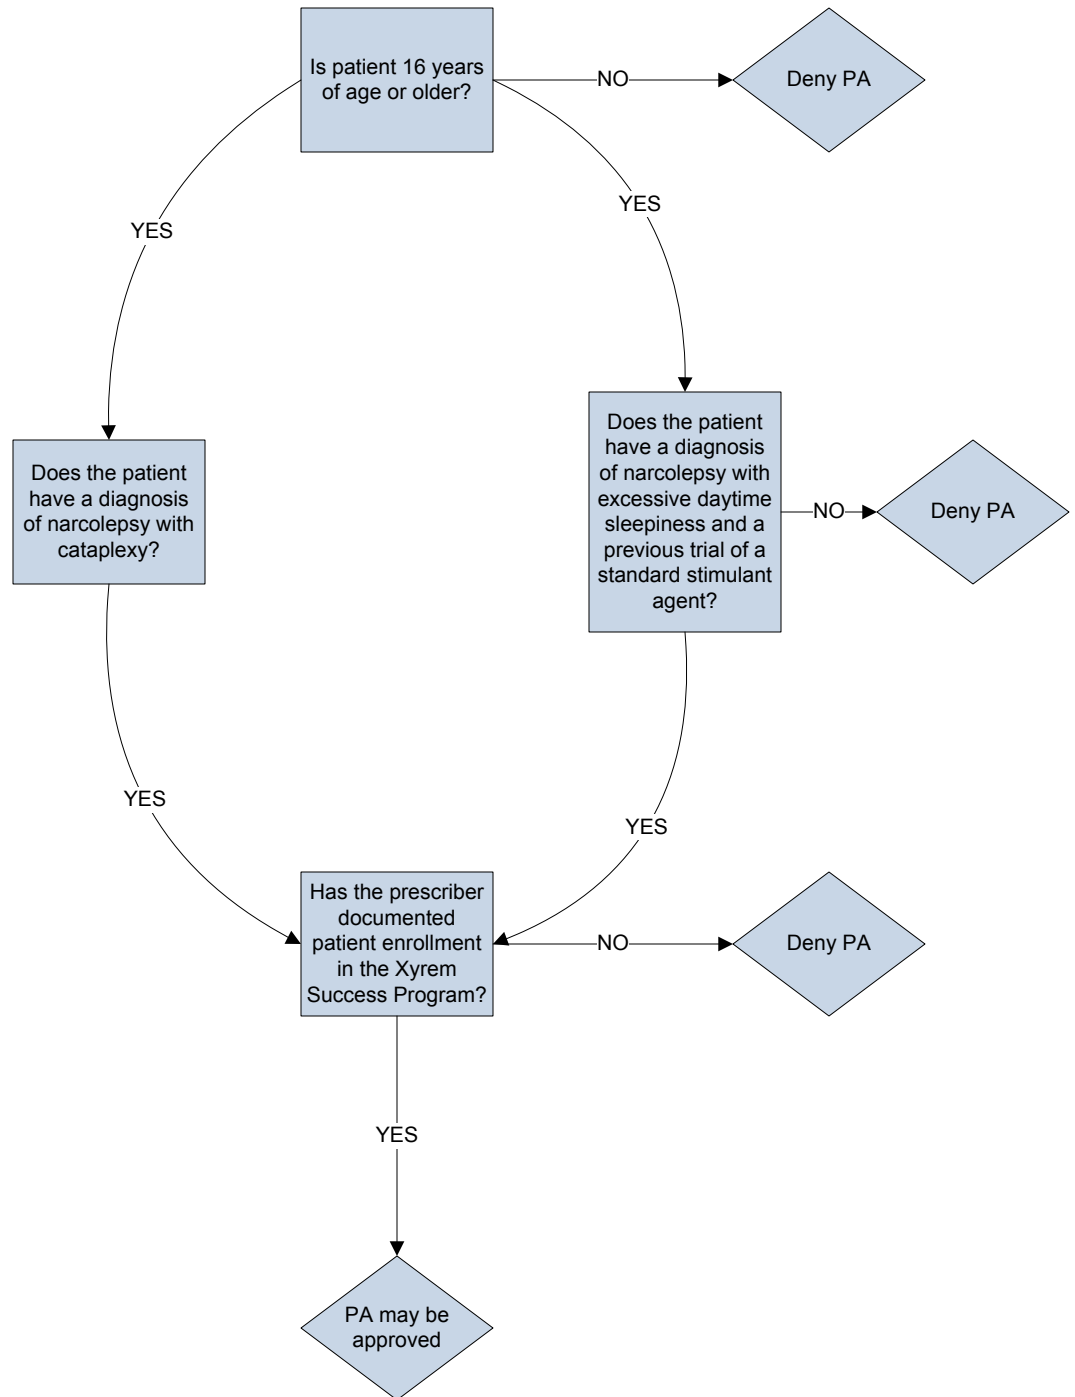 Is patient 16 years
of age or older?
NO
Deny PA
YES
YES
Does the patient
have a diagnosis
of narcolepsy with
cataplexy?
Does the patient
have a diagnosis
of narcolepsy with
excessive daytime
sleepiness and a
previous trial of a
standard stimulant
agent?
NO
Deny PA
YES
YES
Has the prescriber
documented
patient enrollment
in the Xyrem
Success Program?
NO
Deny PA
YES
PA may be
approved